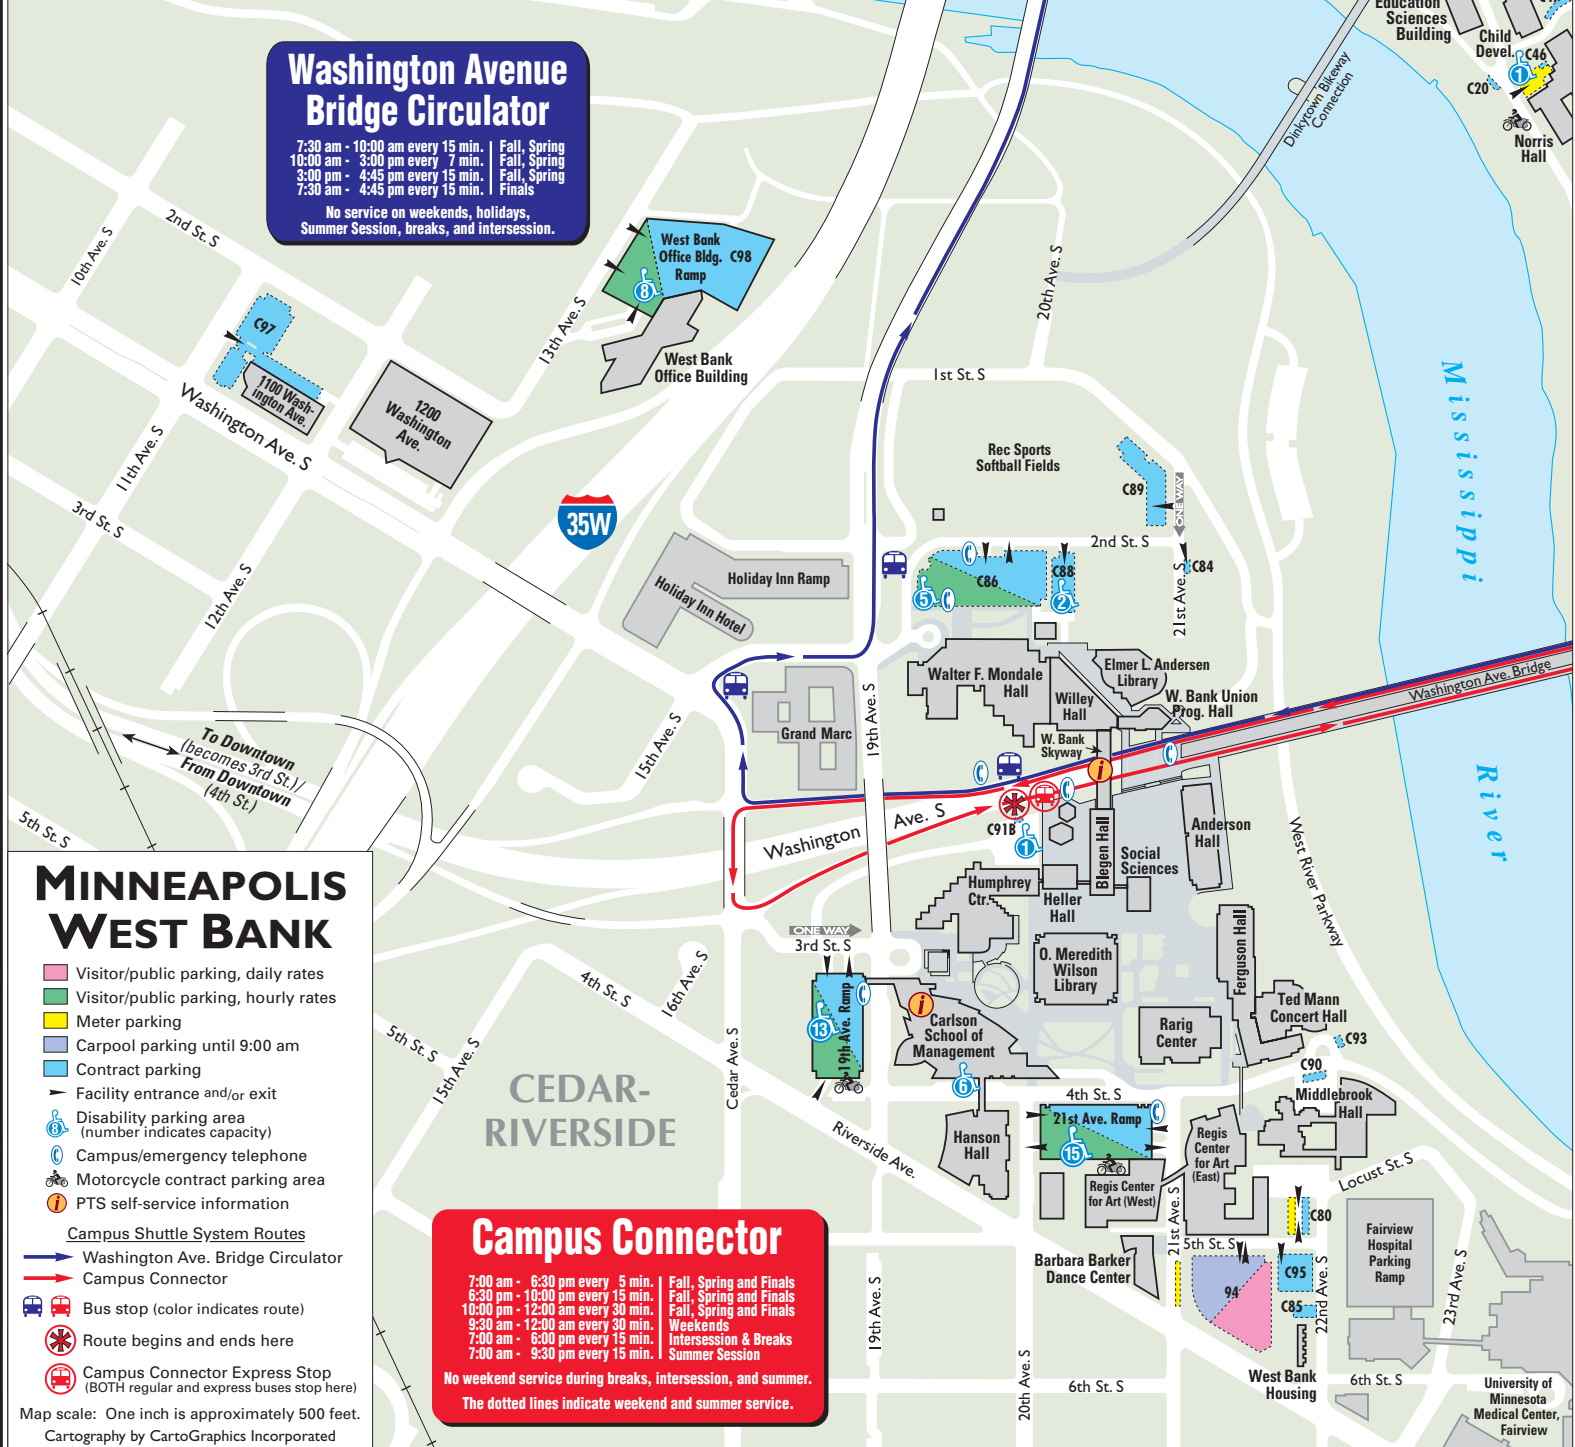 Washington Avenue
Bridge Circulator
7:30 am - 10:00 am every 15 min. | Fall, Spring
10:00 am - 3:00 pm every 7 min. | Fall, Spring
3:00 pm - 4:45 pm every 15 min. | Fall, Spring
7:30 am - 4:45 pm every 15 min. | Finals
No service on weekends, holidays,
Summer Session, breaks, and intersession.
Education
Sciences
Building
Child
Devel.
C46
1
C20
Norris
Hall
Dinkytown Bikeway
Connection
2nd St. S
10th Ave. S
West Bank
Office Bldg. C98
Ramp
8
13th Ave. S
20th Ave. S
C97
1100 Wash-
ington Ave.
1200
Washington
Ave.
West Bank
Office Building
1st St. S
Washington Ave. S
11th Ave. S
3rd St. S
12th Ave. S
35W
Rec Sports
Softball Fields
C89
ONE WAY
2nd St. S
C84
21st Ave. S
C86
C88
5
2
Mississippi
River
Holiday Inn Ramp
Holiday Inn Hotel
Walter F. Mondale
Hall
Willey
Hall
Elmer L. Andersen
Library
W. Bank Union
Prog. Hall
W. Bank
Skyway
i
Washington Ave. Bridge
Grand Marc
19th Ave. S
15th Ave. S
To Downtown
(becomes 3rd St.)/
From Downtown
(4th St.)
5th St. S
Washington Ave. S
C91B
1
Blegen Hall
Social
Sciences
Anderson
Hall
Humphrey
Ctr.
Heller
Hall
West River Parkway
ONE WAY
3rd St. S
4th St. S
16th Ave. S
5th St. S
15th Ave. S
Cedar Ave. S
19th Ave. Ramp
13
i
Carlson
School of
Management
6
O. Meredith
Wilson
Library
Ferguson Hall
Ted Mann
Concert Hall
Rarig
Center
C93
C90
Middlebrook
Hall
CEDAR-
RIVERSIDE
Riverside Ave.
4th St. S
21st Ave. Ramp
15
Hanson
Hall
Regis
Center
for Art
(East)
Regis Center
for Art (West)
Locust St. S
21st Ave. S
C80
5th St. S
Barbara Barker
Dance Center
94
C95
C85
22nd Ave. S
Fairview
Hospital
Parking
Ramp
23rd Ave. S
West Bank
Housing
19th Ave. S
20th Ave. S
6th St. S
6th St. S
University of
Minnesota
Medical Center,
Fairview
Campus Connector
7:00 am - 6:30 pm every 5 min. | Fall, Spring and Finals
6:30 pm - 10:00 pm every 15 min. | Fall, Spring and Finals
10:00 pm - 12:00 am every 30 min. | Fall, Spring and Finals
9:30 am - 12:00 am every 30 min. | Weekends
7:00 am - 6:00 pm every 15 min. | Intersession & Breaks
7:00 am - 9:30 pm every 15 min. | Summer Session
No weekend service during breaks, intersession, and summer.
The dotted lines indicate weekend and summer service.
MINNEAPOLIS
WEST BANK
Visitor/public parking, daily rates
Visitor/public parking, hourly rates
Meter parking
Carpool parking until 9:00 am
Contract parking
Facility entrance and/or exit
8
Disability parking area
(number indicates capacity)
Campus/emergency telephone
Motorcycle contract parking area
i PTS self-service information
Campus Shuttle System Routes
Washington Ave. Bridge Circulator
Campus Connector
Bus stop (color indicates route)
Route begins and ends here
Campus Connector Express Stop
(BOTH regular and express buses stop here)
Map scale: One inch is approximately 500 feet.
Cartography by CartoGraphics Incorporated